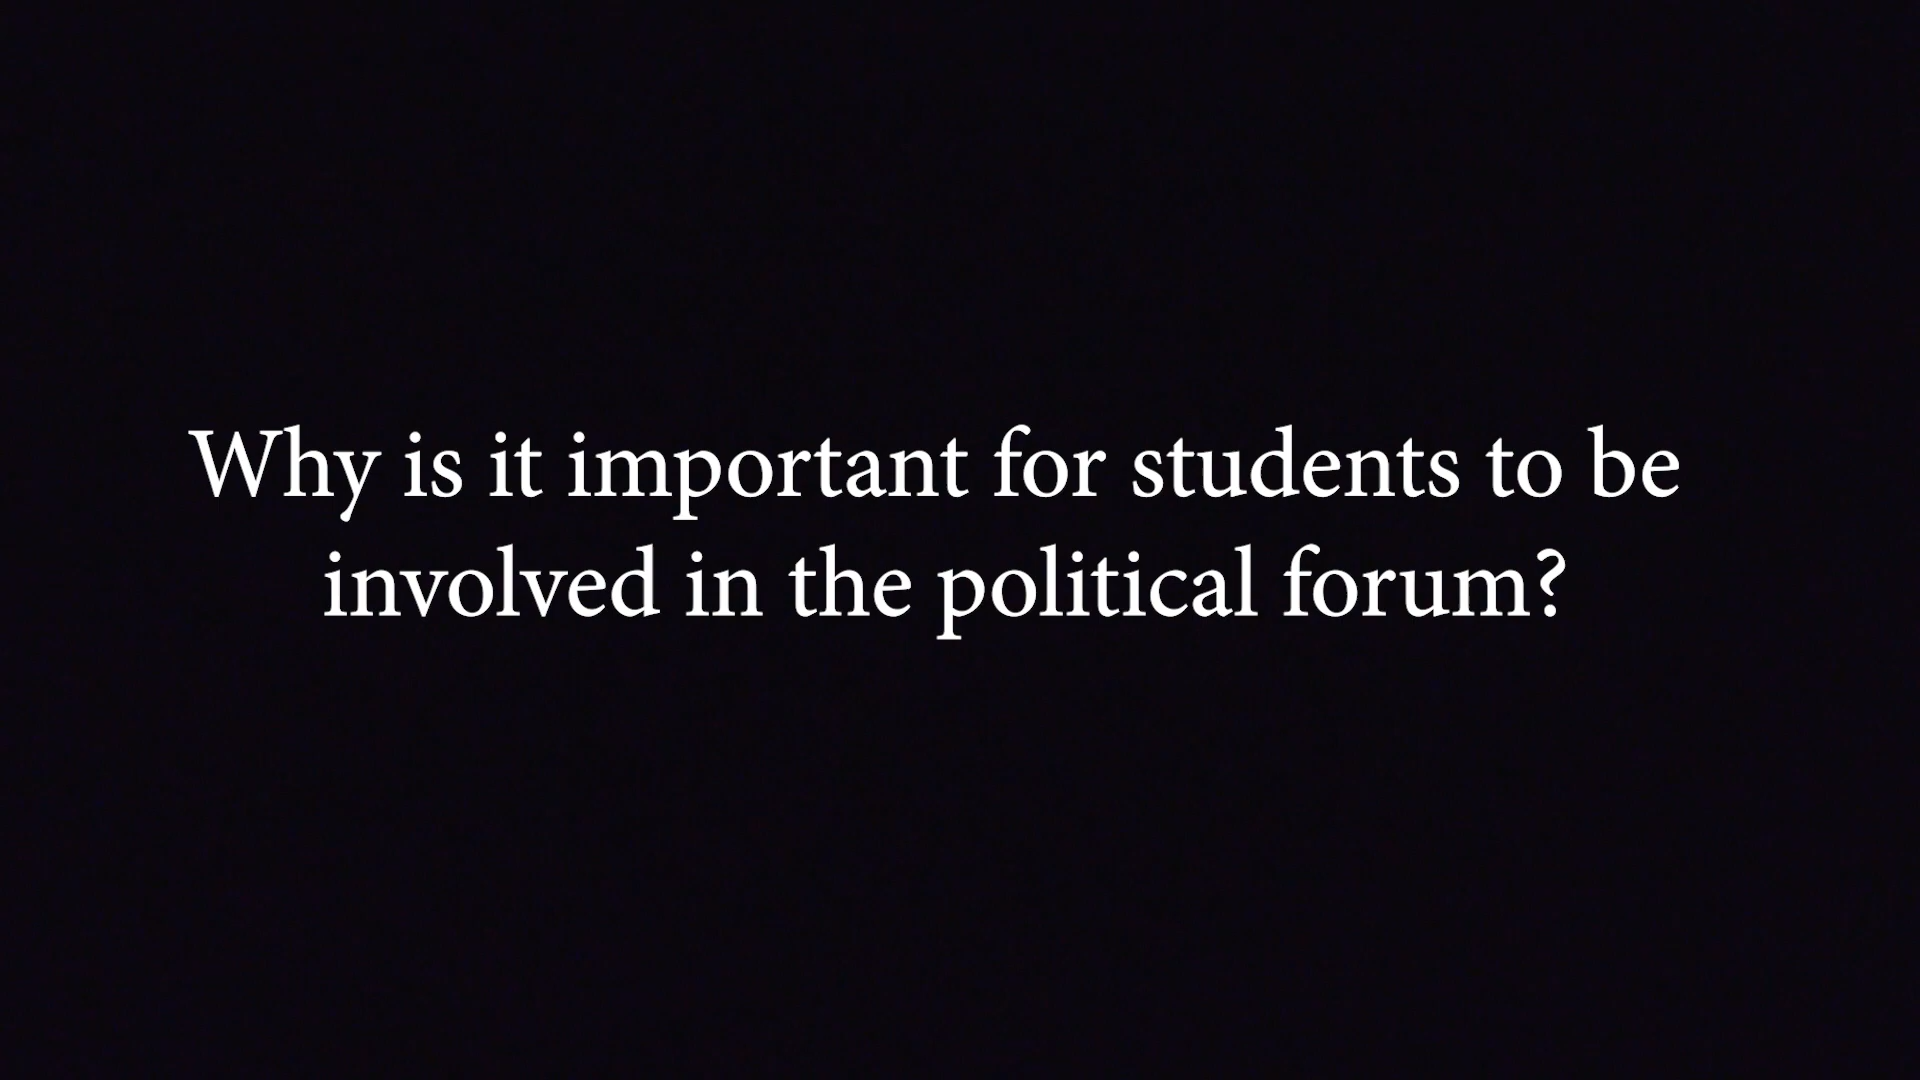 Why is it important for students to be
involved in the political forum?